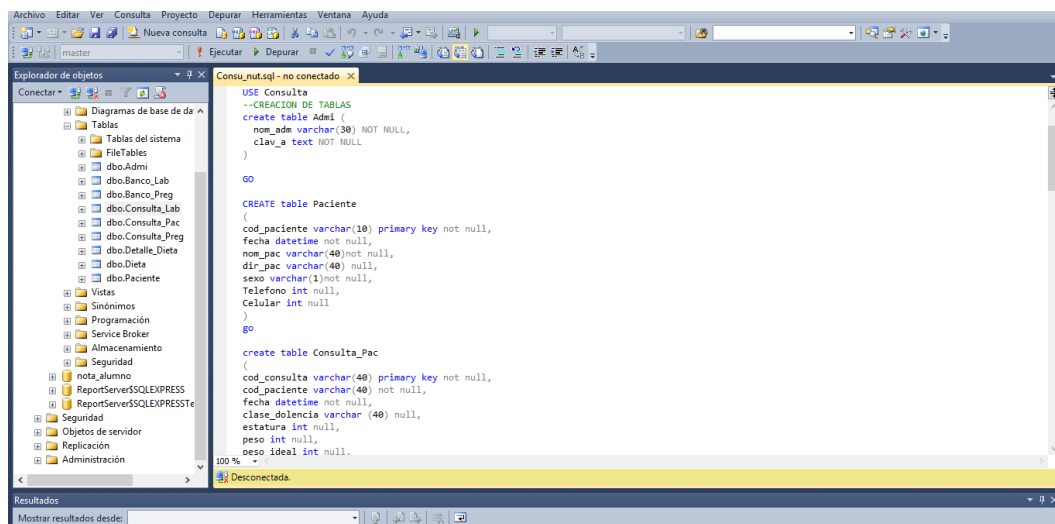 Archivo Editar Ver Consulta Proyecto Depurar Herramientas Ventana Ayuda
Nueva consulta
master Ejecutar Depurar
Explorador de objetos
Conectar
Diagramas de base de da
Tablas
Tablas del sistema
FileTables
dbo.Admi
dbo.Banco_Lab
dbo.Banco_Preg
dbo.Consulta_Lab
dbo.Consulta_Pac
dbo.Consulta_Preg
dbo.Detalle_Dieta
dbo.Dieta
dbo.Paciente
Vistas
Sinónimos
Programación
Service Broker
Almacenamiento
Seguridad
nota_alumno
ReportServer$SQLEXPRESS
ReportServer$SQLEXPRESSTe
Seguridad
Objetos de servidor
Replicación
Administración
Consu_nut.sql - no conectado
USE Consulta
--CREACION DE TABLAS
create table Admi (
nom_adm varchar(30) NOT NULL,
clav_a text NOT NULL
)
GO
CREATE table Paciente
(
cod_paciente varchar(10) primary key not null,
fecha datetime not null,
nom_pac varchar(40)not null,
dir_pac varchar(40) null,
sexo varchar(1)not null,
Telefono int null,
Celular int null
)
go
create table Consulta_Pac
(
cod_consulta varchar(40) primary key not null,
cod_paciente varchar(40) not null,
fecha datetime not null,
clase_dolencia varchar (40) null,
estatura int null,
peso int null,
peso_ideal int null,
100 %
Desconectada.
Resultados
Mostrar resultados desde: